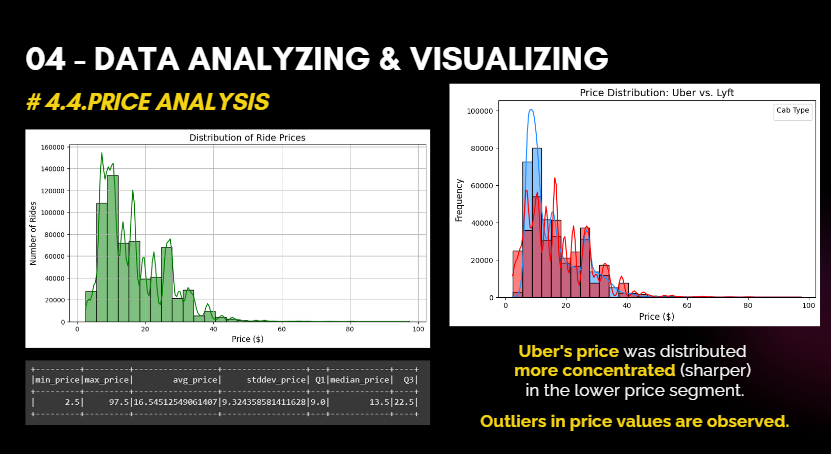 04 - DATA ANALYZING & VISUALIZING
# 4.4.PRICE ANALYSIS
Distribution of Ride Prices
Number of Rides
160000
140000
120000
100000
80000
60000
40000
20000
0
0 20 40 60 80 100
Price ($)
+---------+---------+-----------------+-----------------+---+------------+----+
|min_price|max_price| avg_price| stddev_price| Q1|median_price| Q3|
+---------+---------+-----------------+-----------------+---+------------+----+
| 2.5| 97.5|16.54512549061407|9.324358581411628|9.0| 13.5|22.5|
+---------+---------+-----------------+-----------------+---+------------+----+
Price Distribution: Uber vs. Lyft
Cab Type
Frequency
100000
80000
60000
40000
20000
0
0 20 40 60 80 100
Price ($)
Uber's price was distributed
more concentrated (sharper)
in the lower price segment.
Outliers in price values are observed.